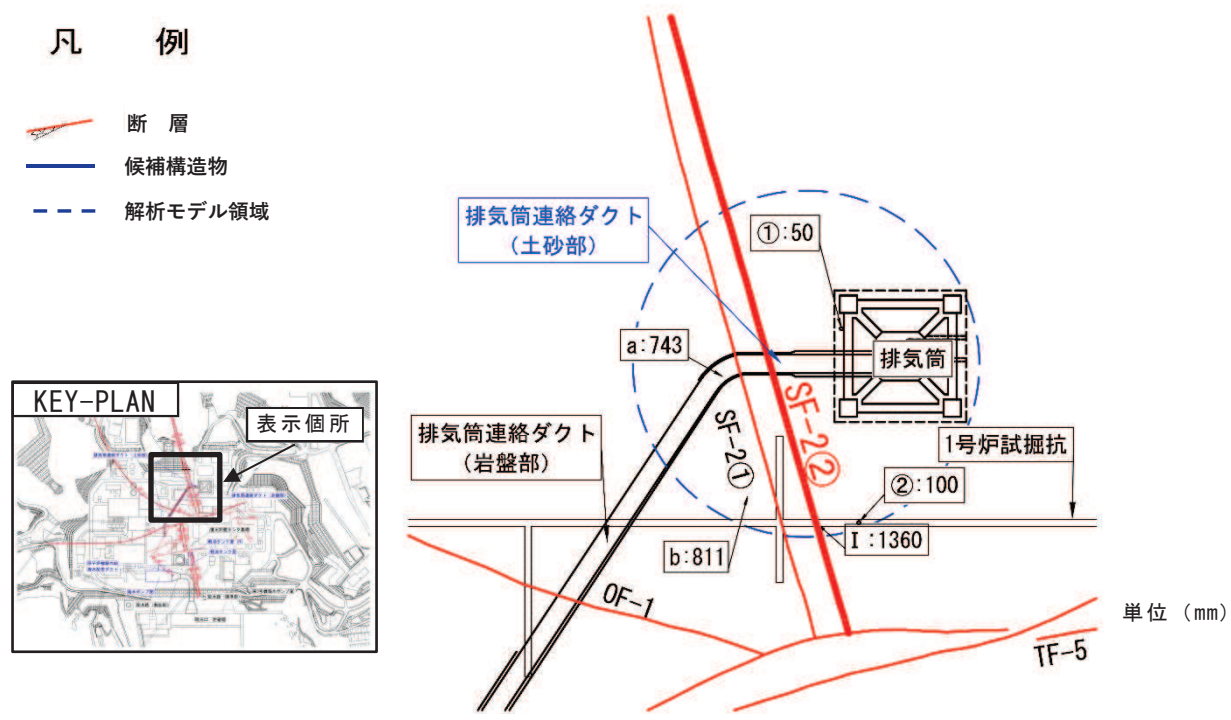 凡 例
断 層
候補構造物
解析モデル領域
排気筒連絡ダクト
（土砂部）
①:50
a:743
排気筒
KEY-PLAN
表示個所
排気筒連絡ダクト
（岩盤部）
SF-2①
SF-2②
1号炉試掘抗
②:100
I:1360
b:811
OF-1
TF-5
単位（mm）